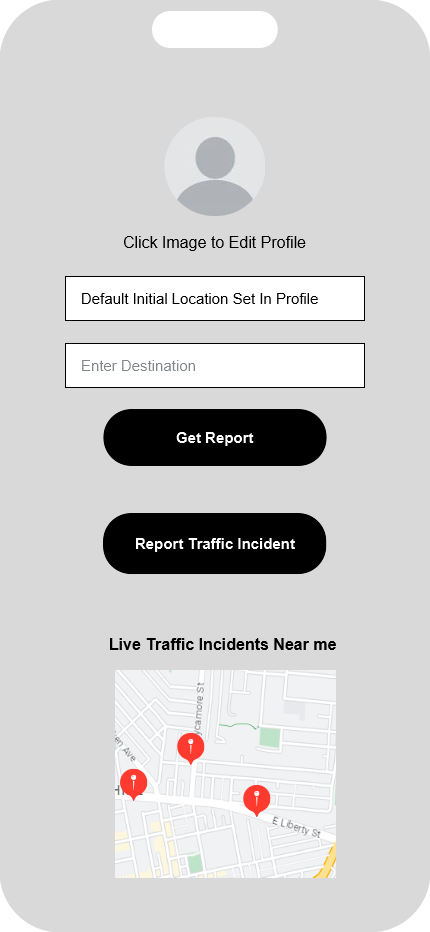 Click Image to Edit Profile
Default Initial Location Set In Profile
Enter Destination
Get Report
Report Traffic Incident
Live Traffic Incidents Near me
ycamore St
en Ave
E Liberty St